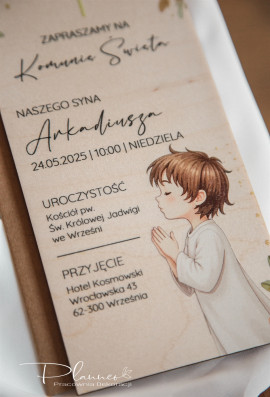 ZAPRASZAMY NA
Komunię Świętą
NASZEGO SYNA
Arkadiusza
24.05.2025 | 10:00 | NIEDZIELA
UROCZYSTOŚĆ
Kościół pw.
Św. Królowej Jadwigi
we Wrześni
PRZYJĘCIE
Hotel Kosmowski
Wrocławska 43
62-300 Września
Planneo
Pracownia Dekoracji